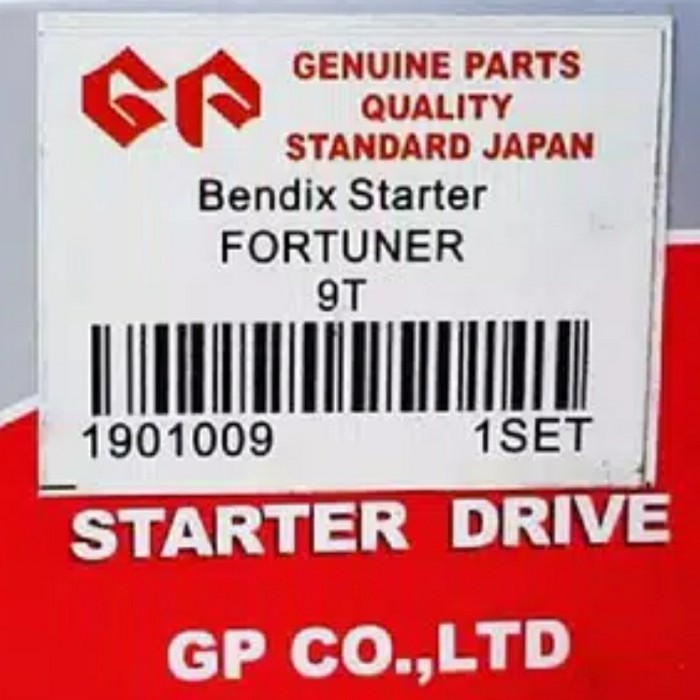 GP
GENUINE PARTS
QUALITY
STANDARD JAPAN
Bendix Starter
FORTUNER
9T
1901009 1SET
STARTER DRIVE
GP CO.,LTD